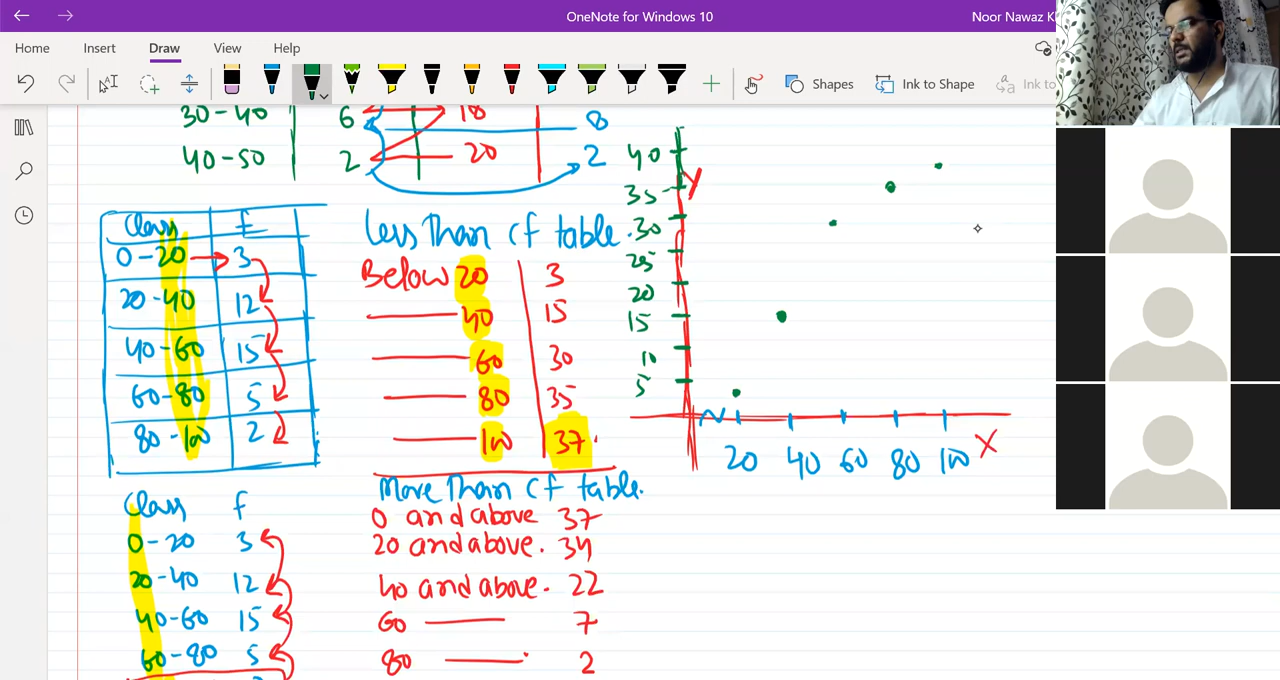 OneNote for Windows 10
Noor Nawaz K
Home Insert Draw View Help
Shapes Ink to Shape Ink to
30-40 6 18 8
40-50 2 20 2
Class F
0-20 3
20-40 12
40-60 15
60-80 5
80-100 2
Less Than cf table.
Below 20 3
40 15
60 30
80 35
100 37.
Class f
0-20 3
20-40 12
40-60 15
60-80 5
More Than cf table.
0 and above 37
20 and above. 34
40 and above. 22
60 7
80 2
Y
40
35
30
25
20
15
10
5
20 40 60 80 100 X